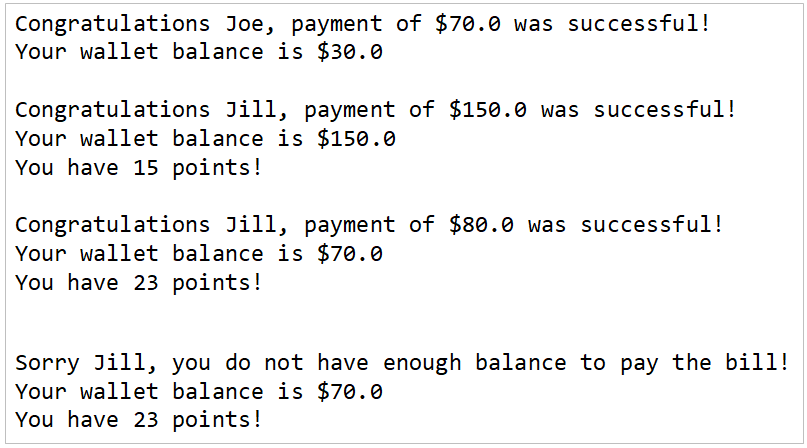 Congratulations Joe, payment of $70.0 was successful!
Your wallet balance is $30.0
Congratulations Jill, payment of $150.0 was successful!
Your wallet balance is $150.0
You have 15 points!
Congratulations Jill, payment of $80.0 was successful!
Your wallet balance is $70.0
You have 23 points!
Sorry Jill, you do not have enough balance to pay the bill!
Your wallet balance is $70.0
You have 23 points!